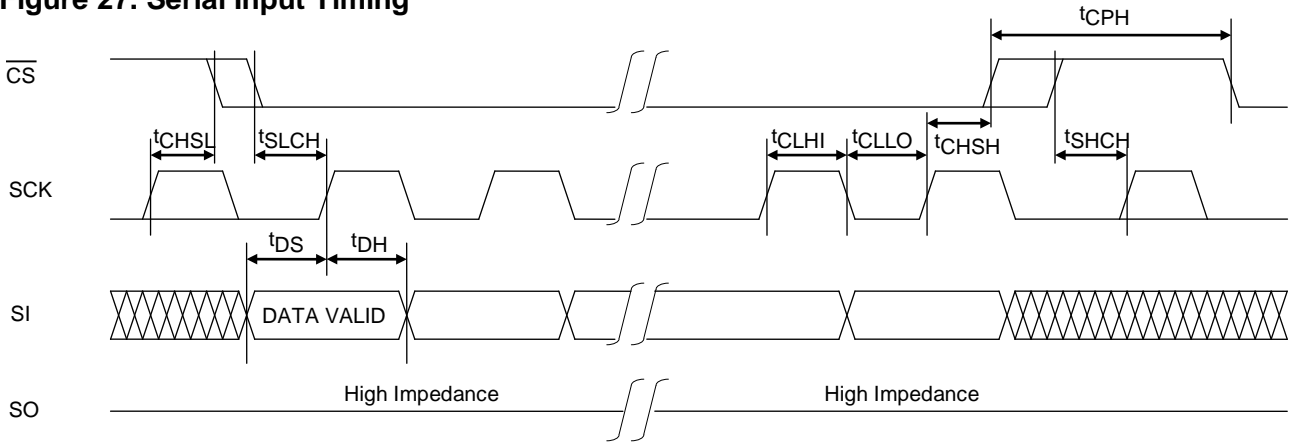 Figure 27. Serial Input Timing
tCPH
CS
tCHSL
tSLCH
tCLHI
tCLLO
tCHSH
tSHCH
SCK
tDS
tDH
SI
DATA VALID
High Impedance
High Impedance
SO